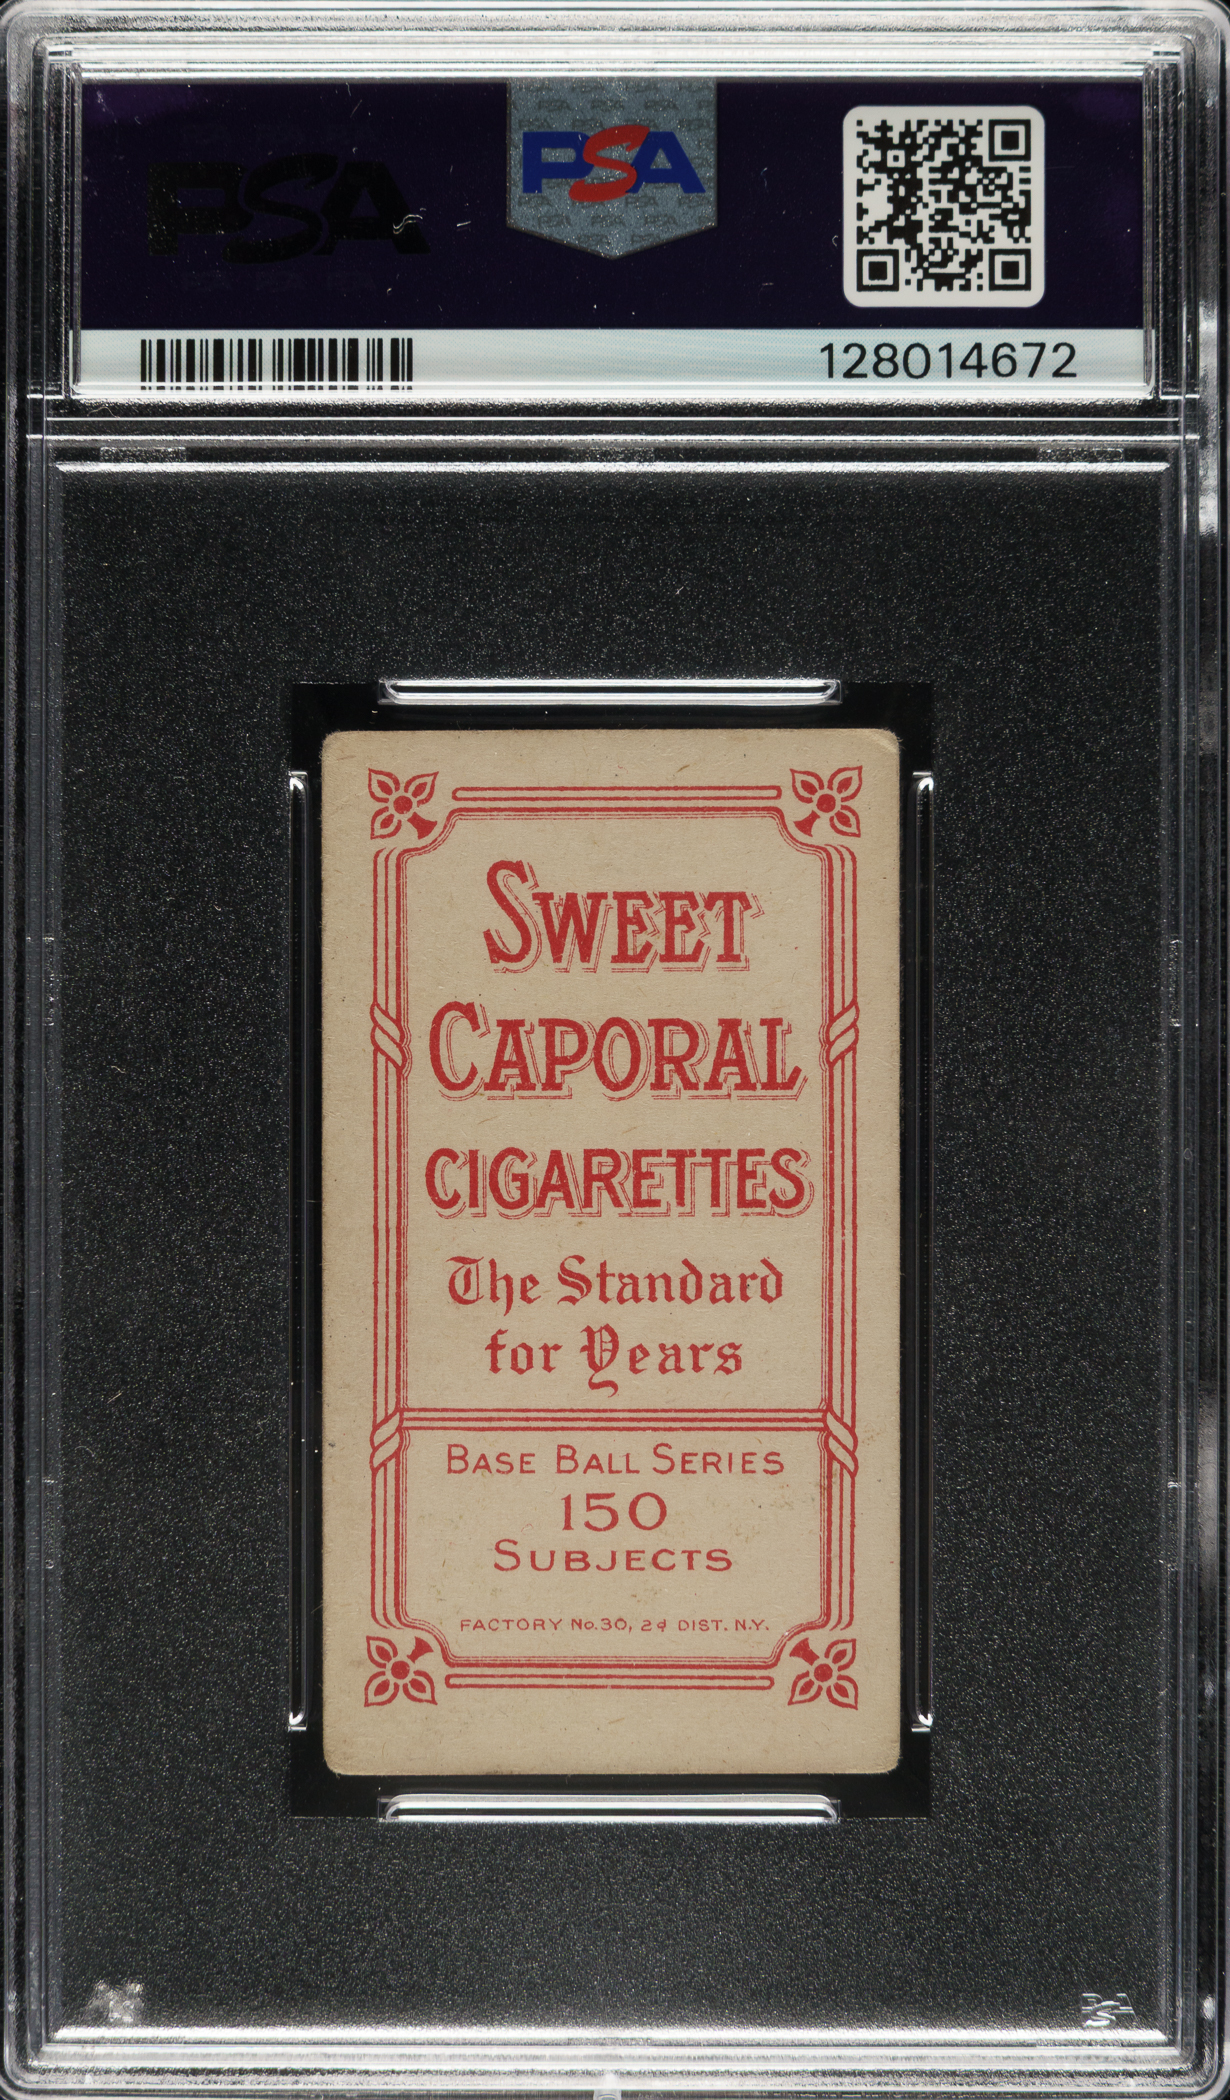 PSA
PSA
128014672
SWEET
CAPORAL
CIGARETTES
The Standard
for Years
BASE BALL SERIES
150
SUBJECTS
FACTORY No. 30, 2d DIST. N.Y.
PSA